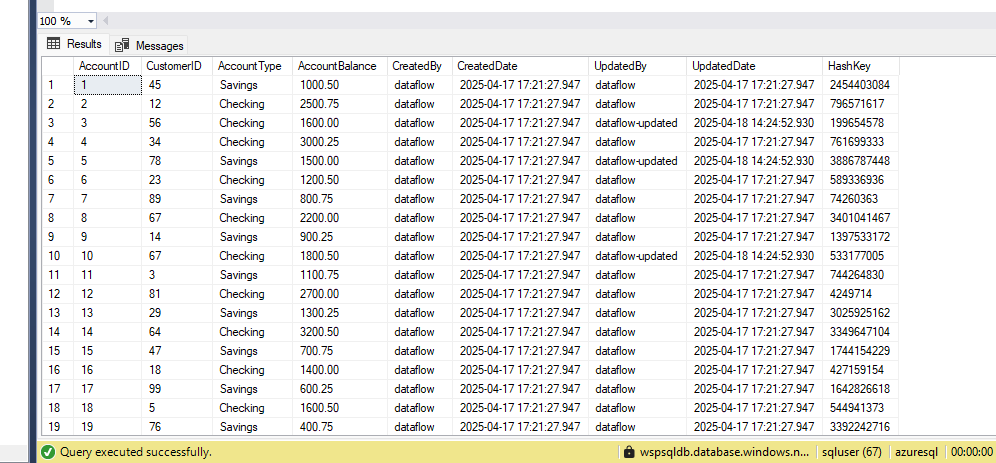 100 %
Results Messages
AccountID CustomerID AccountType AccountBalance CreatedBy CreatedDate UpdatedBy UpdatedDate HashKey
1 1 45 Savings 1000.50 dataflow 2025-04-17 17:21:27.947 dataflow 2025-04-17 17:21:27.947 2454403084
2 2 12 Checking 2500.75 dataflow 2025-04-17 17:21:27.947 dataflow 2025-04-17 17:21:27.947 796571617
3 3 56 Checking 1600.00 dataflow 2025-04-17 17:21:27.947 dataflow-updated 2025-04-18 14:24:52.930 199654578
4 4 34 Checking 3000.25 dataflow 2025-04-17 17:21:27.947 dataflow 2025-04-17 17:21:27.947 761699333
5 5 78 Savings 1500.00 dataflow 2025-04-17 17:21:27.947 dataflow-updated 2025-04-18 14:24:52.930 3886787448
6 6 23 Checking 1200.50 dataflow 2025-04-17 17:21:27.947 dataflow 2025-04-17 17:21:27.947 589336936
7 7 89 Savings 800.75 dataflow 2025-04-17 17:21:27.947 dataflow 2025-04-17 17:21:27.947 74260363
8 8 67 Checking 2200.00 dataflow 2025-04-17 17:21:27.947 dataflow 2025-04-17 17:21:27.947 3401041467
9 9 14 Savings 900.25 dataflow 2025-04-17 17:21:27.947 dataflow 2025-04-17 17:21:27.947 1397533172
10 10 67 Checking 1800.50 dataflow 2025-04-17 17:21:27.947 dataflow-updated 2025-04-18 14:24:52.930 533177005
11 11 3 Savings 1100.75 dataflow 2025-04-17 17:21:27.947 dataflow 2025-04-17 17:21:27.947 744264830
12 12 81 Checking 2700.00 dataflow 2025-04-17 17:21:27.947 dataflow 2025-04-17 17:21:27.947 4249714
13 13 29 Savings 1300.25 dataflow 2025-04-17 17:21:27.947 dataflow 2025-04-17 17:21:27.947 3025925162
14 14 64 Checking 3200.50 dataflow 2025-04-17 17:21:27.947 dataflow 2025-04-17 17:21:27.947 3349647104
15 15 47 Savings 700.75 dataflow 2025-04-17 17:21:27.947 dataflow 2025-04-17 17:21:27.947 1744154229
16 16 18 Checking 1400.00 dataflow 2025-04-17 17:21:27.947 dataflow 2025-04-17 17:21:27.947 427159154
17 17 99 Savings 600.25 dataflow 2025-04-17 17:21:27.947 dataflow 2025-04-17 17:21:27.947 1642826618
18 18 5 Checking 1600.50 dataflow 2025-04-17 17:21:27.947 dataflow 2025-04-17 17:21:27.947 544941373
19 19 76 Savings 400.75 dataflow 2025-04-17 17:21:27.947 dataflow 2025-04-17 17:21:27.947 3392242716
Query executed successfully. wspsqldb.database.windows.n... sqluser (67) azuresql 00:00:00